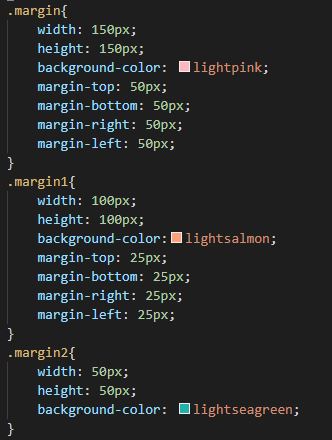 .margin{
    width: 150px;
    height: 150px;
    background-color: lightpink;
    margin-top: 50px;
    margin-bottom: 50px;
    margin-right: 50px;
    margin-left: 50px;
}
.margin1{
    width: 100px;
    height: 100px;
    background-color:lightsalmon;
    margin-top: 25px;
    margin-bottom: 25px;
    margin-right: 25px;
    margin-left: 25px;
}
.margin2{
    width: 50px;
    height: 50px;
    background-color: lightseagreen;
}